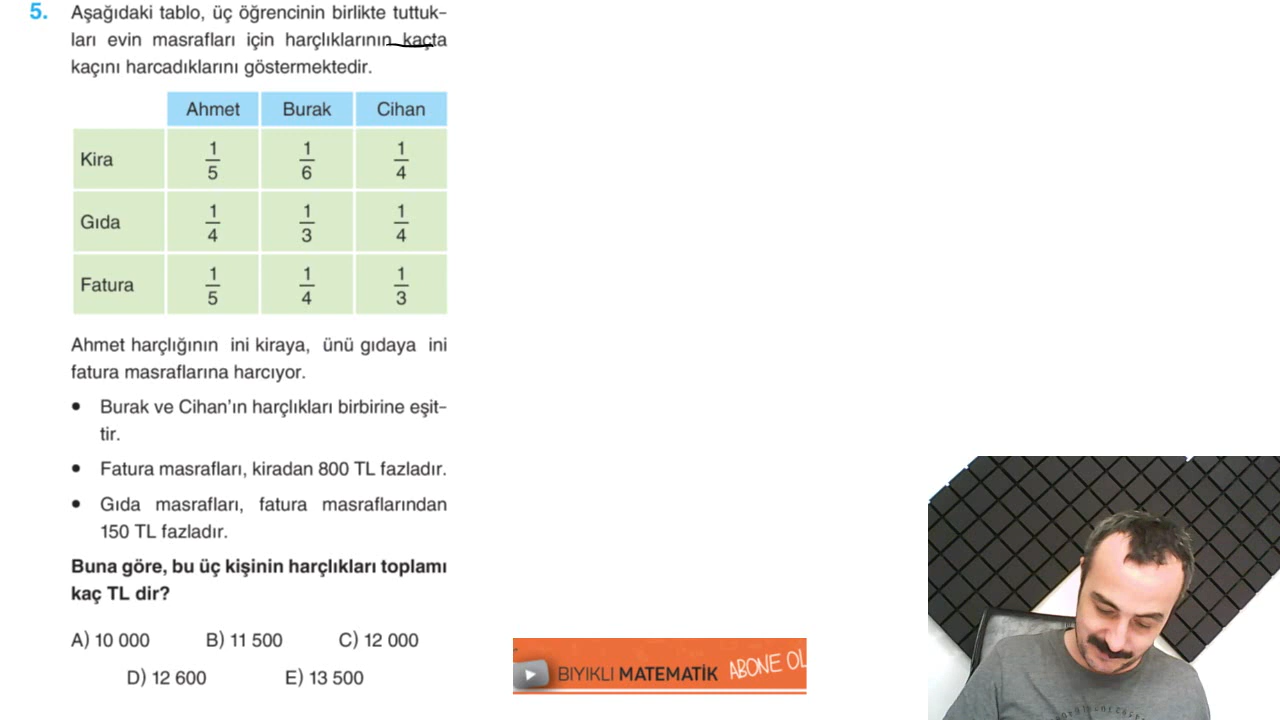 5. Aşağıdaki tablo, üç öğrencinin birlikte tuttuk-
ları evin masrafları için harçlıklarının kaçta
kaçını harcadıklarını göstermektedir.
Ahmet Burak Cihan
Kira 1/5 1/6 1/4
Gıda 1/4 1/3 1/4
Fatura 1/5 1/4 1/3
Ahmet harçlığının ini kiraya, ünü gıdaya ini
fatura masraflarına harcıyor.
• Burak ve Cihan'ın harçlıkları birbirine eşit-
tir.
• Fatura masrafları, kiradan 800 TL fazladır.
• Gıda masrafları, fatura masraflarından
150 TL fazladır.
Buna göre, bu üç kişinin harçlıkları toplamı
kaç TL dir?
A) 10 000 B) 11 500 C) 12 000
D) 12 600 E) 13 500
BIYIKLI MATEMATİK ABONE OL